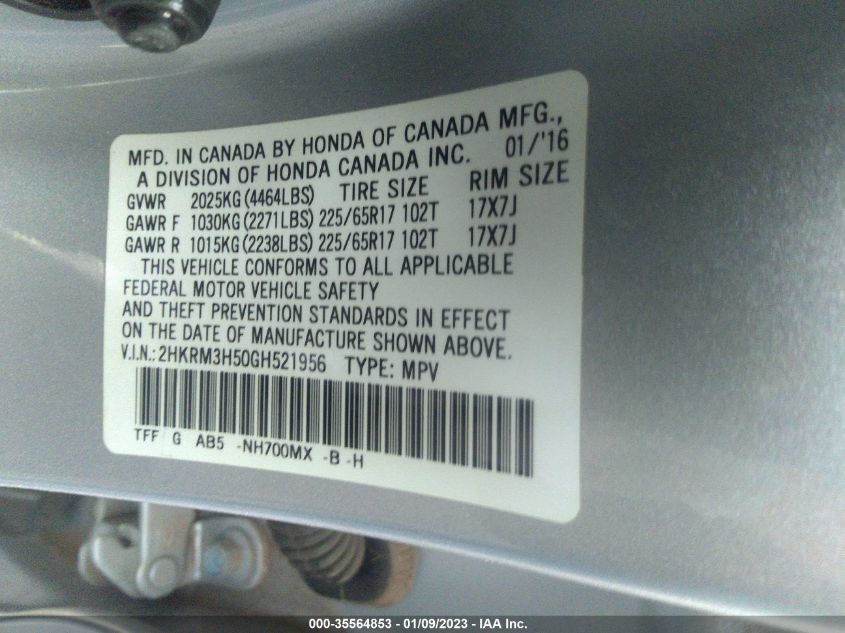 MFD. IN CANADA BY HONDA OF CANADA MFG.,
A DIVISION OF HONDA CANADA INC. 01/'16
GVWR 2025KG (4464LBS) TIRE SIZE RIM SIZE
GAWR F 1030KG (2271LBS) 225/65R17 102T 17X7J
GAWR R 1015KG (2238LBS) 225/65R17 102T 17X7J
THIS VEHICLE CONFORMS TO ALL APPLICABLE
FEDERAL MOTOR VEHICLE SAFETY
AND THEFT PREVENTION STANDARDS IN EFFECT
ON THE DATE OF MANUFACTURE SHOWN ABOVE.
V.I.N.: 2HKRM3H50GH521956 TYPE: MPV
TFF G AB5 -NH700MX -B -H
000-35564853 - 01/09/2023 - IAA Inc.